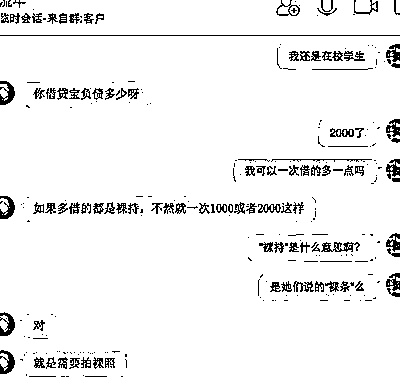 临时会话-来自群:客户
我还是在校学生
你借贷宝负债多少呀
2000了
我可以一次借的多一点吗
如果多借的都是裸持，不然就一次1000或者2000这样
"裸持"是什么意思啊？
是她们说的"裸条"么
对
就是需要拍裸照